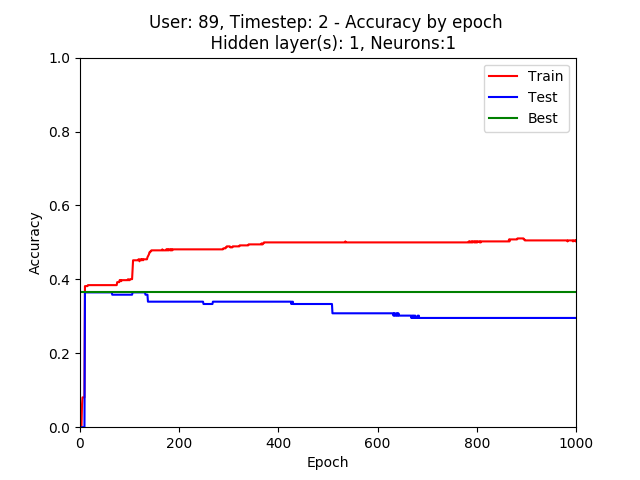 User: 89, Timestep: 2 - Accuracy by epoch
Hidden layer(s): 1, Neurons:1
Train
Test
Best
1.0
0.8
0.6
0.4
0.2
0.0
Accuracy
0
200
400
600
800
1000
Epoch